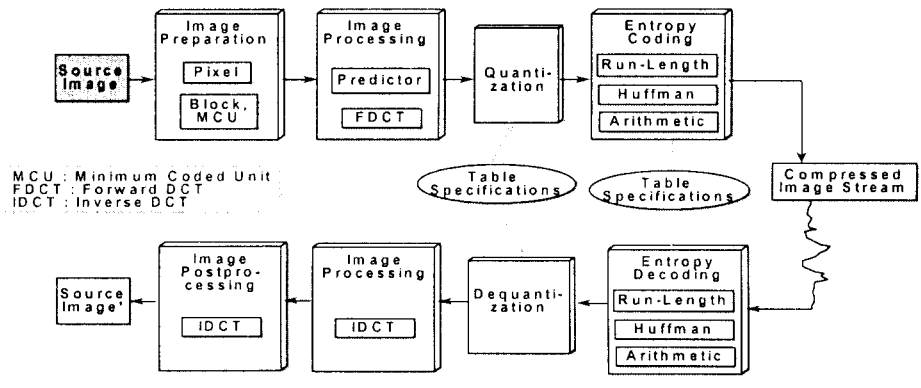 Image
Preparation
Pixel
Block,
MCU
Image
Processing
Predictor
FDCT
Quanti-
zation
Entropy
Coding
Run-Length
Huffman
Arithmetic
Source
Image
Table
Specifications
Table
Specifications
MCU : Minimum Coded Unit
FDCT : Forward DCT
IDCT : Inverse DCT
Compressed
Image Stream
Source
Image'
Image
Postpro-
cessing
IDCT
Image
Processing
IDCT
Dequanti-
zation
Entropy
Decoding
Run-Length
Huffman
Arithmetic